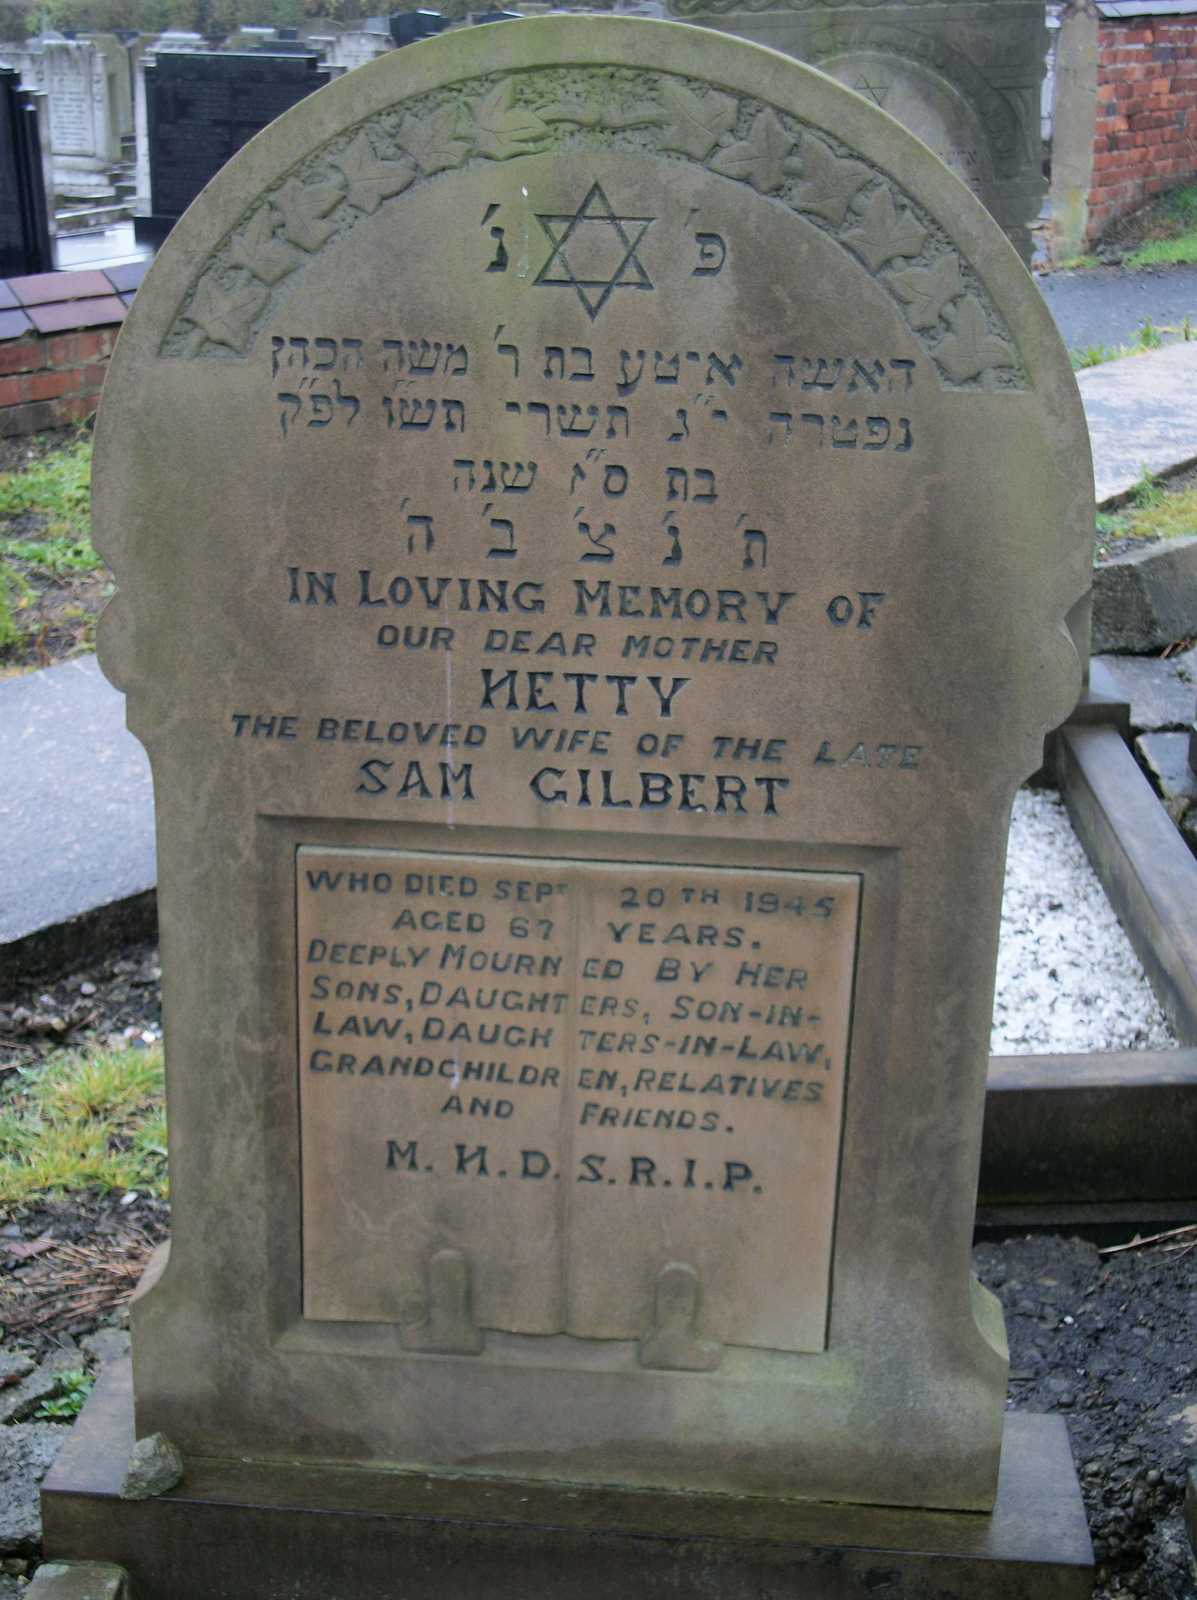 פ' נ'
האשה איטע בת ר' משה הכהן
נפטרה י"ג תשרי תש"ו לפ"ק
בת ס"ז שנה
ת' נ' צ' ב' ה'
IN LOVING MEMORY OF
OUR DEAR MOTHER
HETTY
THE BELOVED WIFE OF THE LATE
SAM GILBERT
WHO DIED SEPT 20TH 1945
AGED 67 YEARS.
DEEPLY MOURNED BY HER
SONS, DAUGHTERS, SON-IN-
LAW, DAUGHTERS-IN-LAW,
GRANDCHILDREN, RELATIVES
AND FRIENDS.
M.H.D.S.R.I.P.